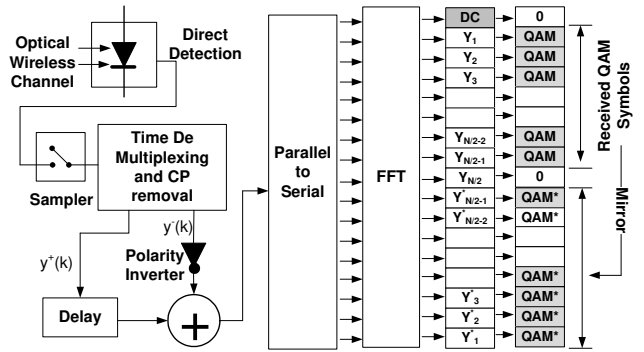 Optical
Wireless
Channel
Direct
Detection
Sampler
Time De
Multiplexing
and CP
removal
y⁺(k)
y⁻(k)
Polarity
Inverter
Delay
+
Parallel
to
Serial
FFT
DC
Y₁
Y₂
Y₃
Y_{N/2-2}
Y_{N/2-1}
Y_{N/2}
Y*_{N/2-1}
Y*_{N/2-2}
Y*₃
Y*₂
Y*₁
0
QAM
QAM
QAM
QAM
QAM
0
QAM*
QAM*
QAM*
QAM*
QAM*
QAM*
Received QAM
Symbols
Mirror